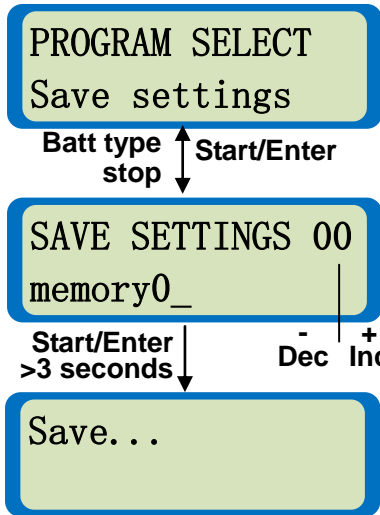 PROGRAM SELECT
Save settings
Batt type
stop
Start/Enter
SAVE SETTINGS 00
memory0_
Start/Enter
>3 seconds
- +
Dec Inc
Save...